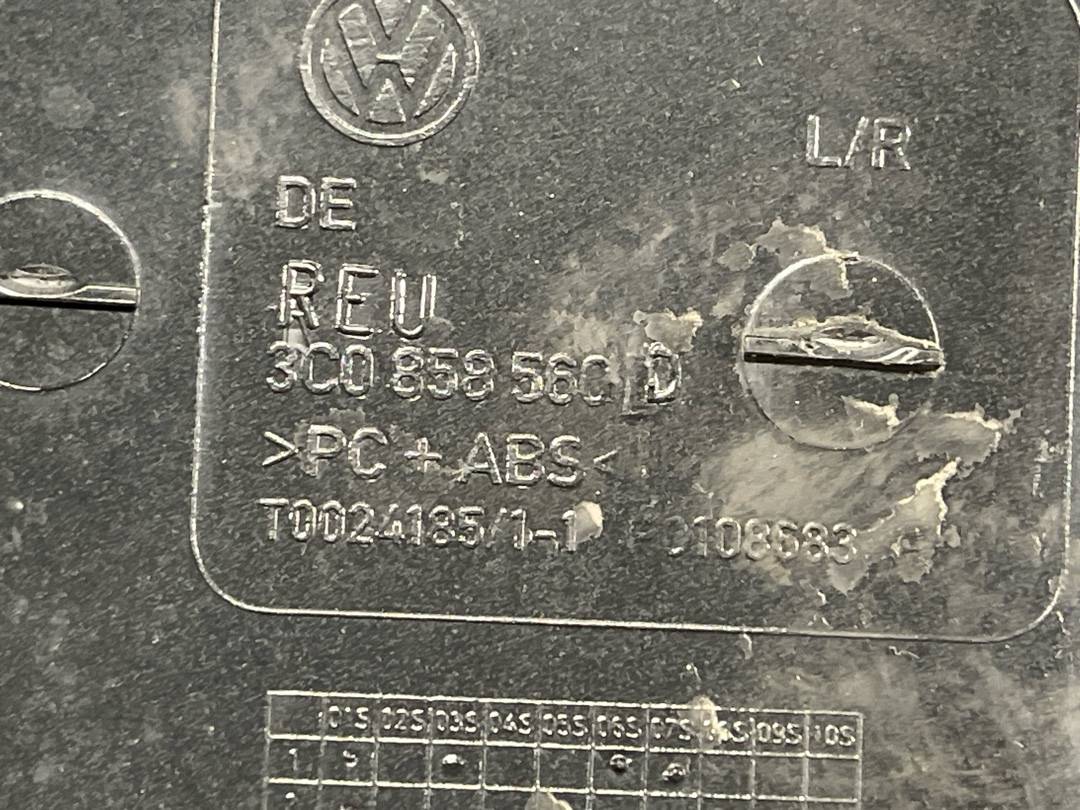 L/R
DE
REU
3C0 858 560 D
>PC + ABS<
T0024185/1-1 0108683
01S 02S 03S 04S 05S 06S 07S 09S 10S
1